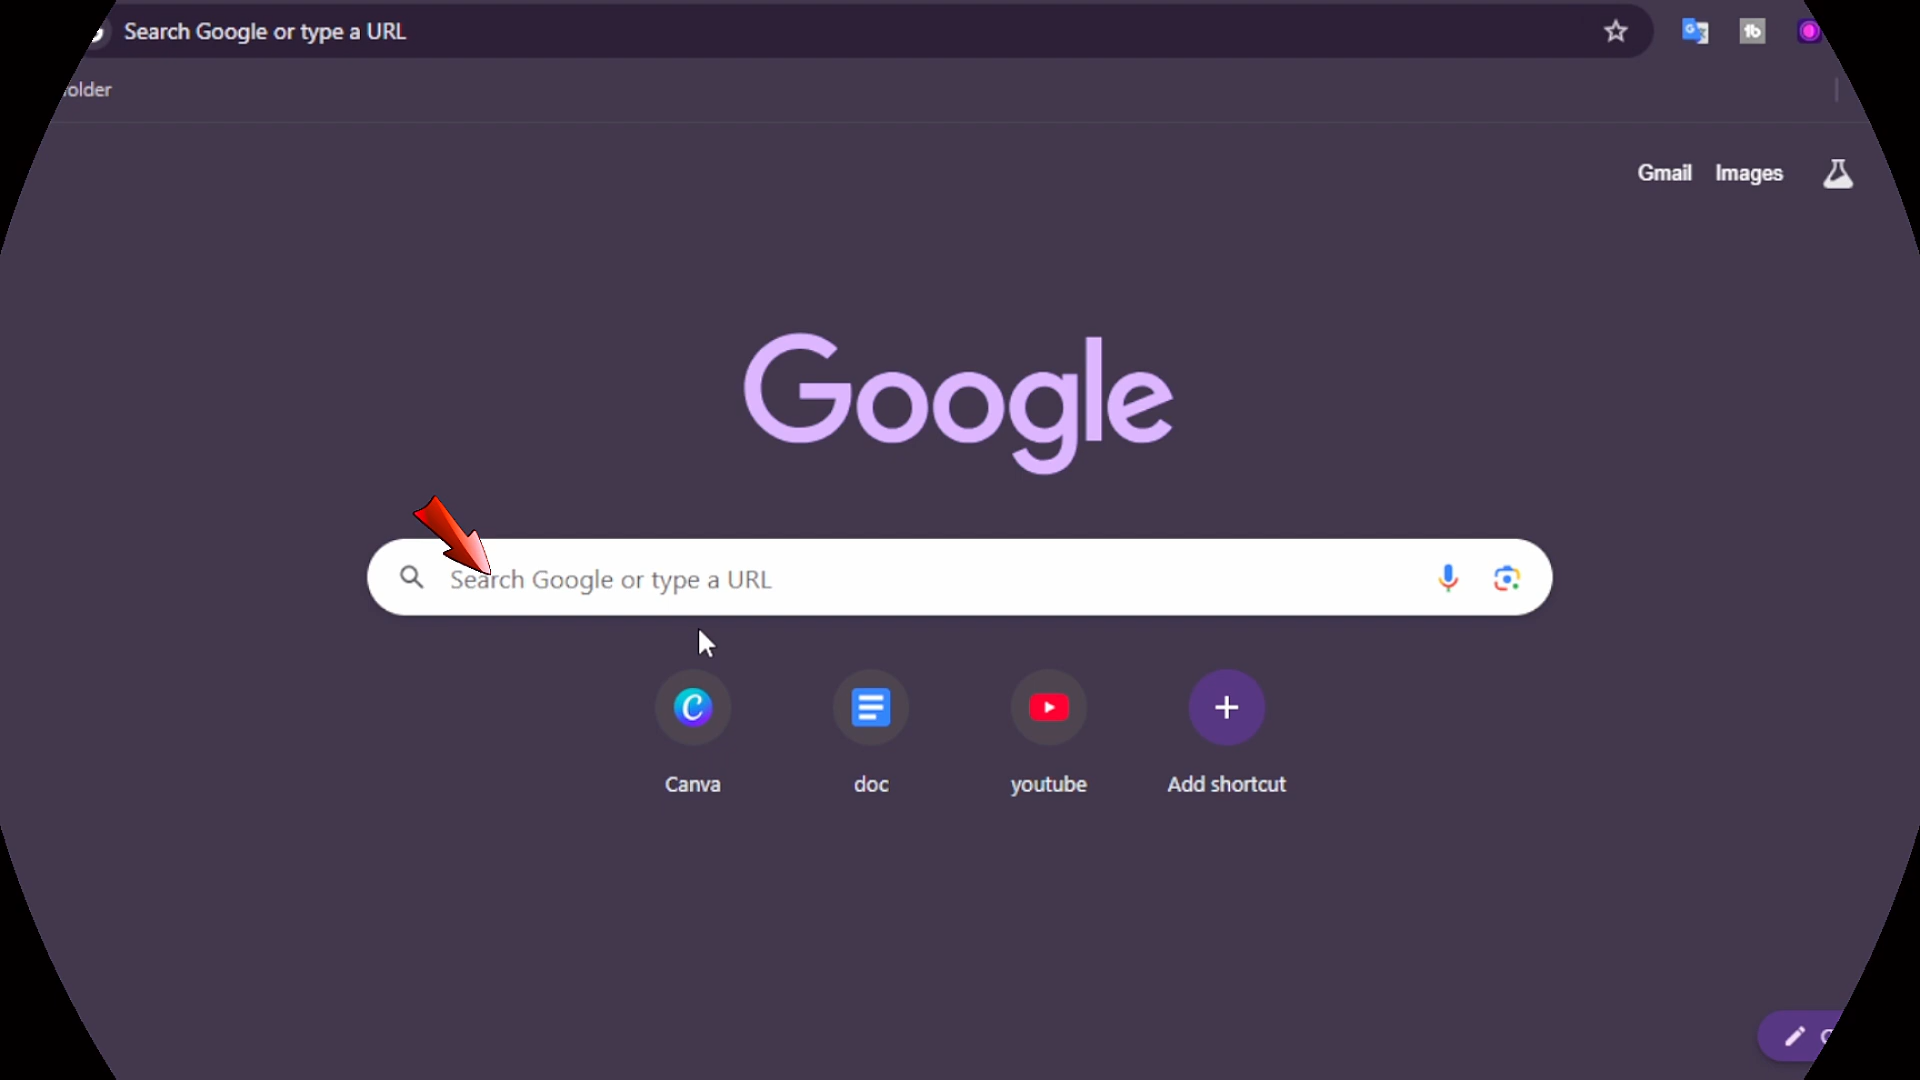 Search Google or type a URL
older
Gmail Images
Google
Search Google or type a URL
Canva doc youtube Add shortcut